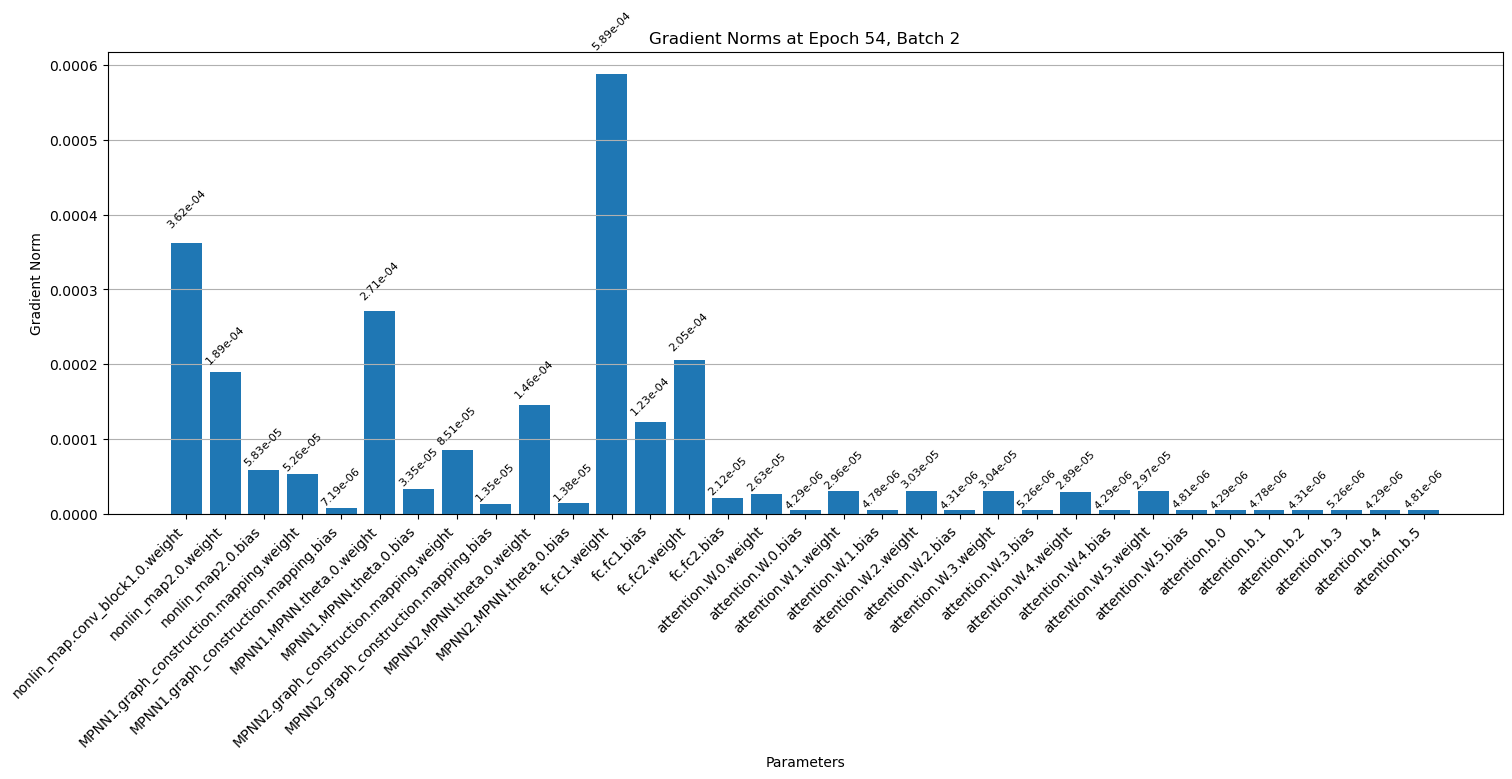 Gradient Norms at Epoch 54, Batch 2
Gradient Norm
0.0006
0.0005
0.0004
0.0003
0.0002
0.0001
0.0000
3.62e-04
1.89e-04
5.83e-05
5.26e-05
7.19e-06
2.71e-04
3.35e-05
8.51e-05
1.35e-05
1.46e-04
1.38e-05
5.89e-04
1.23e-04
2.05e-04
2.12e-05
2.63e-05
4.29e-06
2.96e-05
4.78e-06
3.03e-05
4.31e-06
3.04e-05
5.26e-06
2.89e-05
4.29e-06
2.97e-05
4.81e-06
4.29e-06
4.78e-06
4.31e-06
5.26e-06
4.29e-06
4.81e-06
nonlin_map.conv_block1.0.weight
nonlin_map2.0.weight
nonlin_map2.0.bias
MPNN1.graph_construction.mapping.weight
MPNN1.graph_construction.mapping.bias
MPNN1.MPNN.theta.0.weight
MPNN1.MPNN.theta.0.bias
MPNN2.graph_construction.mapping.weight
MPNN2.graph_construction.mapping.bias
MPNN2.MPNN.theta.0.weight
MPNN2.MPNN.theta.0.bias
fc.fc1.weight
fc.fc1.bias
fc.fc2.weight
fc.fc2.bias
attention.W.0.weight
attention.W.0.bias
attention.W.1.weight
attention.W.1.bias
attention.W.2.weight
attention.W.2.bias
attention.W.3.weight
attention.W.3.bias
attention.W.4.weight
attention.W.4.bias
attention.W.5.weight
attention.W.5.bias
attention.b.0
attention.b.1
attention.b.2
attention.b.3
attention.b.4
attention.b.5
Parameters